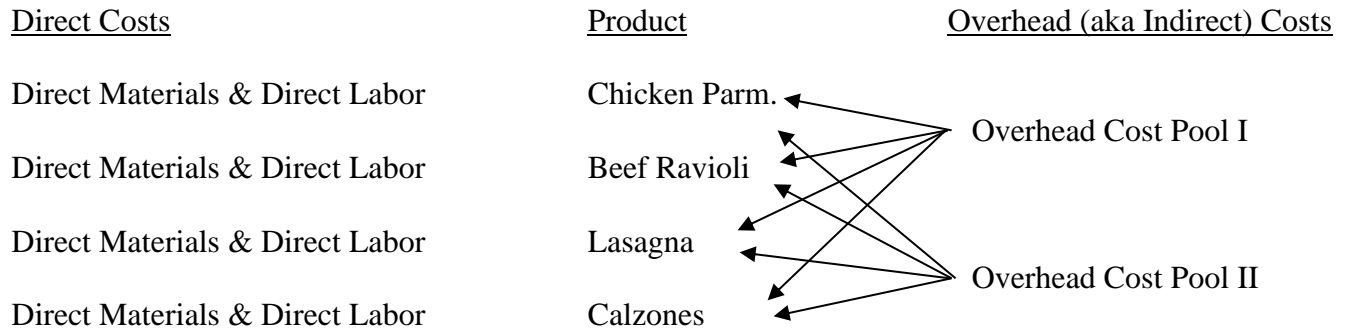 Direct Costs Product Overhead (aka Indirect) Costs
Direct Materials & Direct Labor Chicken Parm.
Overhead Cost Pool I
Direct Materials & Direct Labor Beef Ravioli
Direct Materials & Direct Labor Lasagna
Overhead Cost Pool II
Direct Materials & Direct Labor Calzones